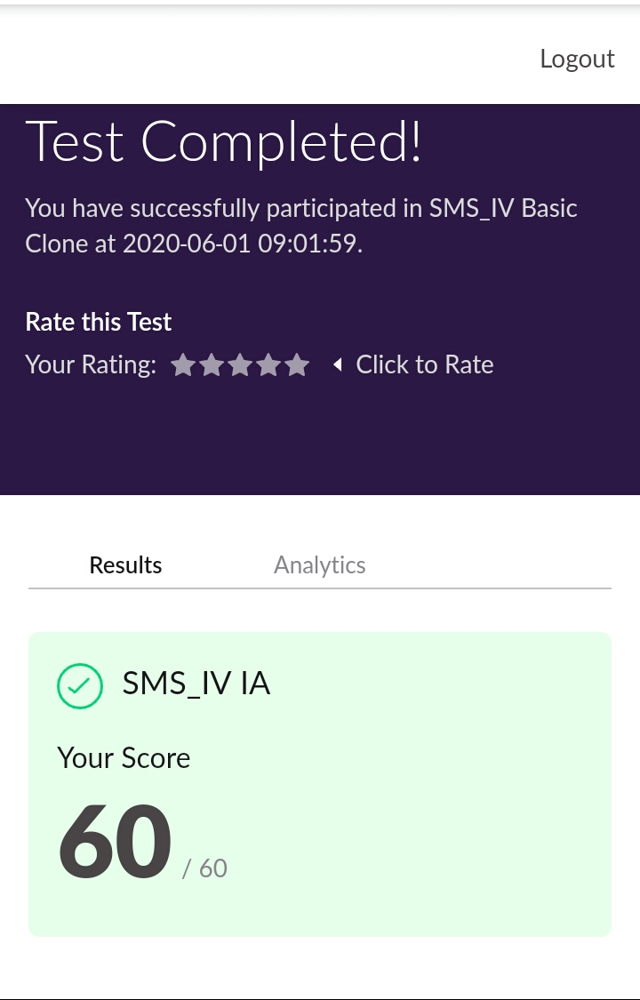 Logout
Test Completed!
You have successfully participated in SMS_IV Basic
Clone at 2020-06-01 09:01:59.
Rate this Test
Your Rating: Click to Rate
Results Analytics
SMS_IV IA
Your Score
60 / 60